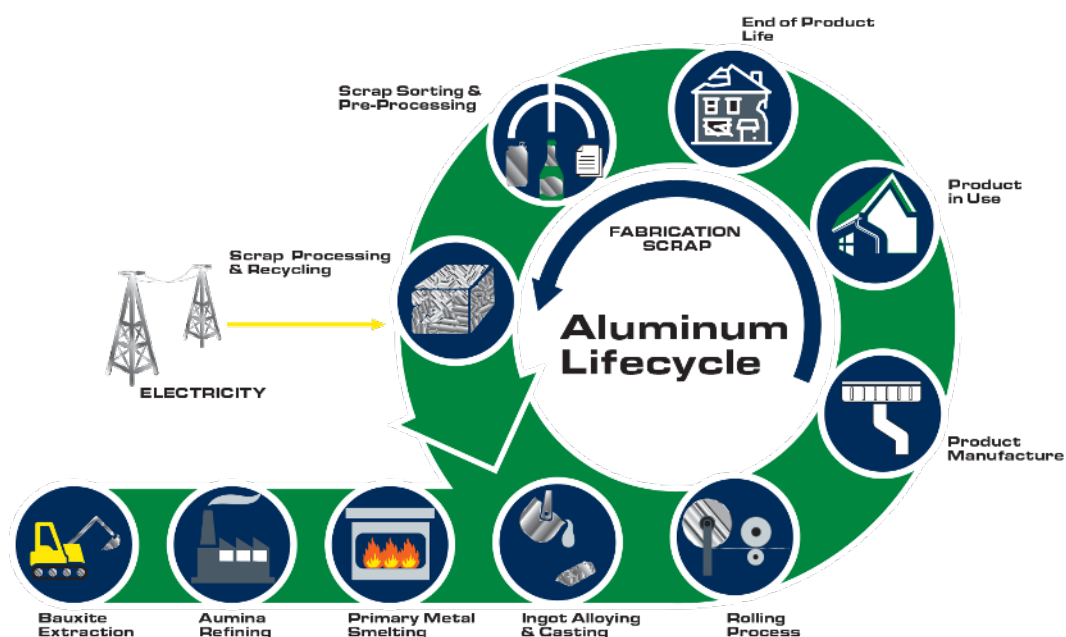 End of Product
Life
Scrap Sorting &
Pre-Processing
Product
in Use
FABRICATION
SCRAP
Scrap Processing
& Recycling
Aluminum
Lifecycle
ELECTRICITY
Product
Manufacture
Bauxite
Extraction
Aumina
Refining
Primary Metal
Smelting
Ingot Alloying
& Casting
Rolling
Process